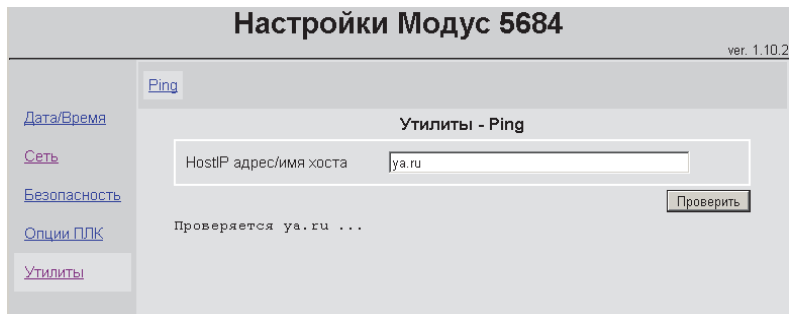 Настройки Модус 5684
ver. 1.10.2
Ping
Дата/Время
Утилиты - Ping
Сеть
HostIP адрес/имя хоста
ya.ru
Безопасность
Проверить
Опции ПЛК
Проверяется ya.ru ...
Утилиты